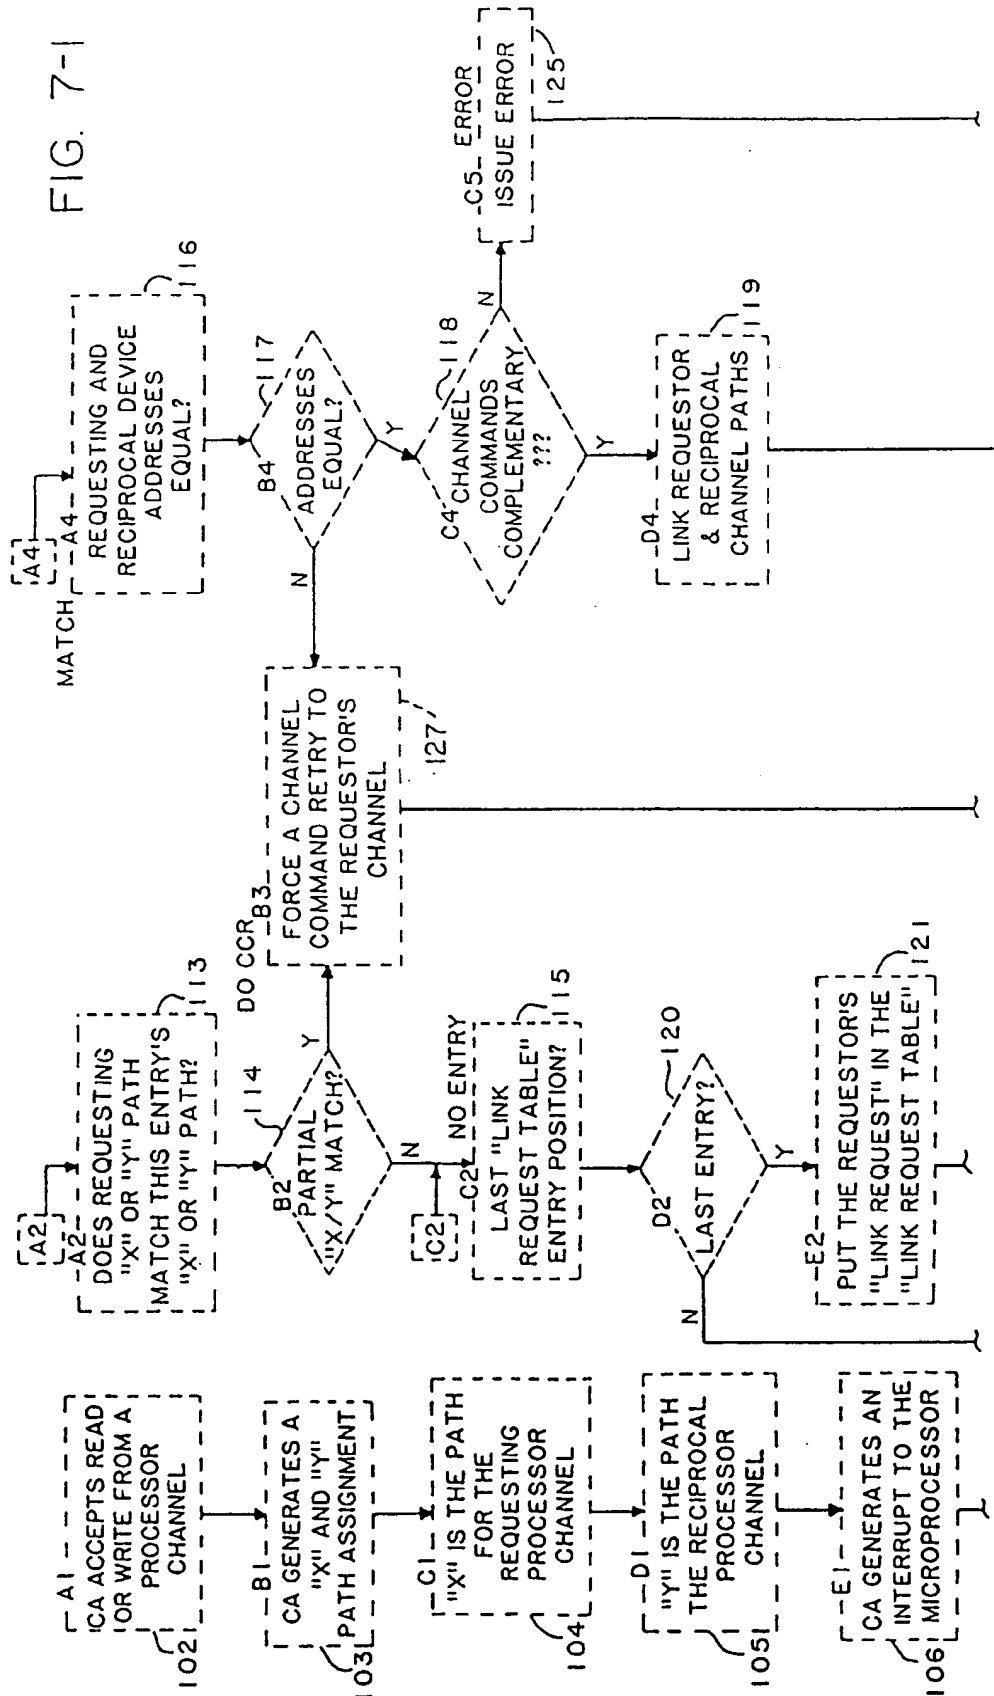 FIG. 7-1
A1
CA ACCEPTS READ
OR WRITE FROM A
PROCESSOR
CHANNEL
102
B1
CA GENERATES A
"X" AND "Y"
PATH ASSIGNMENT
103
C1
"X" IS THE PATH
FOR THE
REQUESTING
PROCESSOR
CHANNEL
104
D1
"Y" IS THE PATH
THE RECIPROCAL
PROCESSOR
CHANNEL
105
E1
CA GENERATES AN
INTERRUPT TO THE
MICROPROCESSOR
106
A2
A2
DOES REQUESTING
"X" OR "Y" PATH
MATCH THIS ENTRY'S
"X" OR "Y" PATH?
113
B2
PARTIAL
"X/Y" MATCH?
114
Y
N
C2
C2
NO ENTRY
LAST "LINK
REQUEST TABLE"
ENTRY POSITION?
115
D2
LAST ENTRY?
120
N
Y
E2
PUT THE REQUESTOR'S
"LINK REQUEST" IN THE
"LINK REQUEST TABLE"
121
DO CCR
B3
FORCE A CHANNEL
COMMAND RETRY TO
THE REQUESTOR'S
CHANNEL
127
A4
MATCH
A4
REQUESTING AND
RECIPROCAL DEVICE
ADDRESSES
EQUAL?
116
B4
ADDRESSES
EQUAL?
117
N
Y
C4
CHANNEL
COMMANDS
COMPLEMENTARY
???
118
N
Y
C5
ERROR
ISSUE ERROR
125
D4
LINK REQUESTOR
& RECIPROCAL
CHANNEL PATHS
119